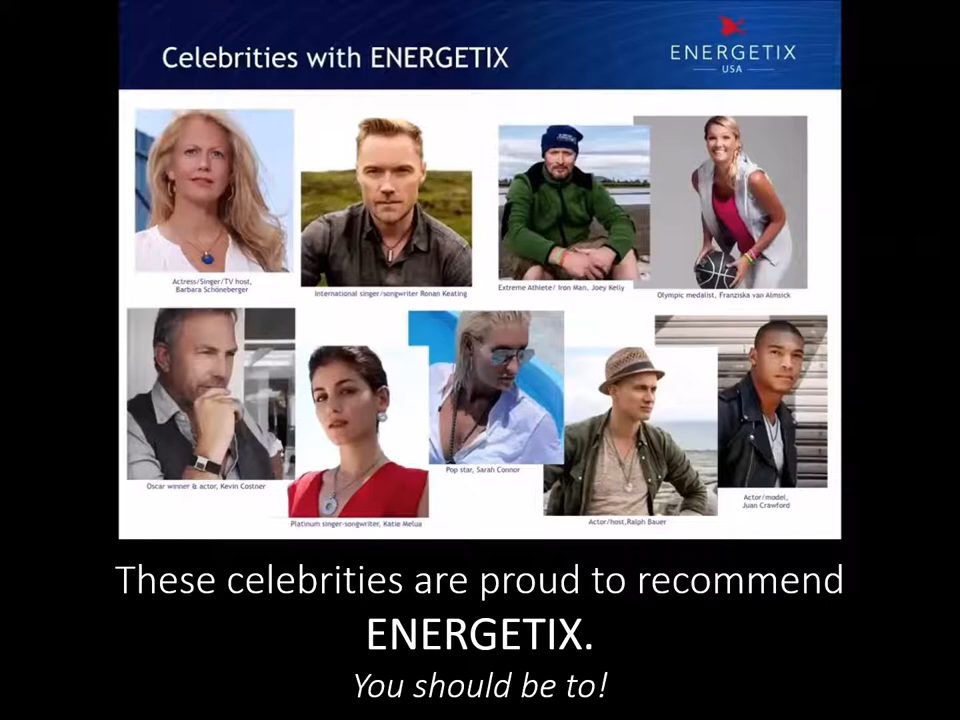 Celebrities with ENERGETIX
ENERGETIX
USA
Actress/Singer/TV host,
Barbara Schöneberger
International singer/songwriter Ronan Keating
Extreme Athlete/ Iron Man, Joey Kelly
Olympic medalist, Franziska van Almsick
Oscar winner & actor, Kevin Costner
Platinum singer-songwriter, Katie Melua
Pop star, Sarah Connor
Actor/host,Ralph Bauer
Actor/model,
Juan Crawford
These celebrities are proud to recommend
ENERGETIX.
You should be to!